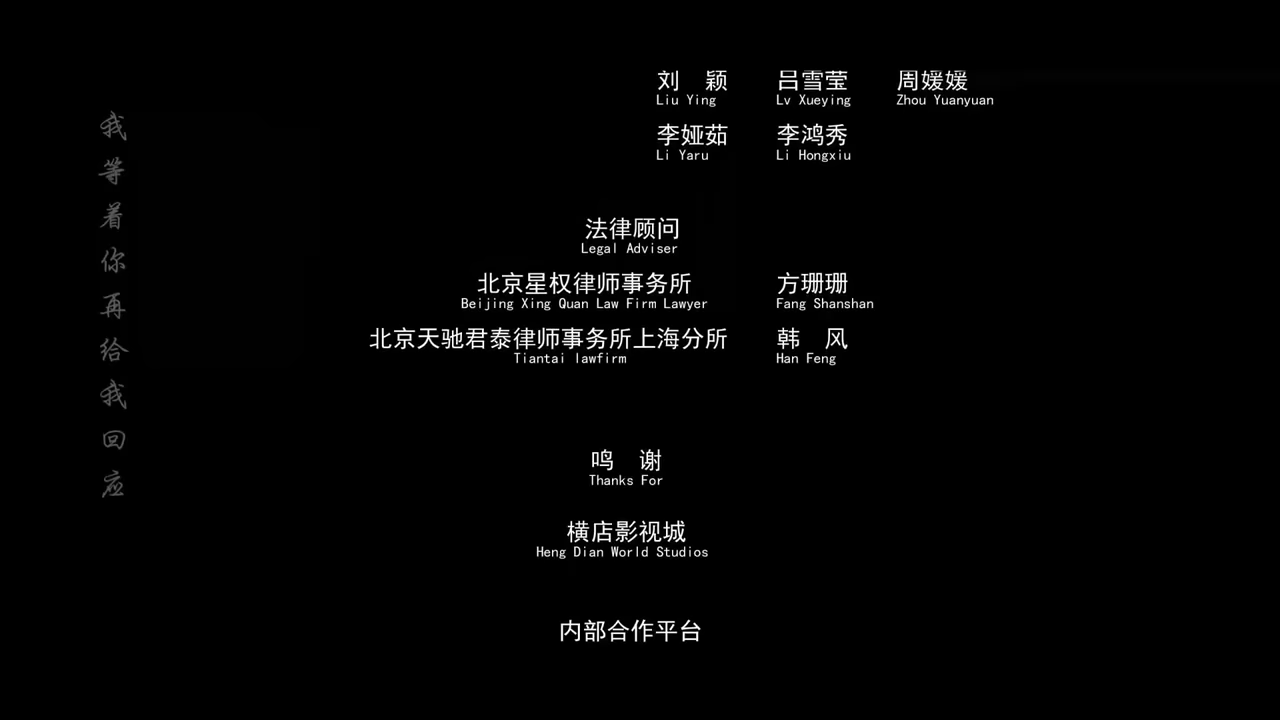 我等着你再给我回应
刘 颖 吕雪莹 周媛媛
Liu Ying Lv Xueying Zhou Yuanyuan
李娅茹 李鸿秀
Li Yaru Li Hongxiu
法律顾问
Legal Adviser
北京星权律师事务所 方珊珊
Beijing Xing Quan Law Firm Lawyer Fang Shanshan
北京天驰君泰律师事务所上海分所 韩 风
Tiantai lawfirm Han Feng
鸣 谢
Thanks For
横店影视城
Heng Dian World Studios
内部合作平台